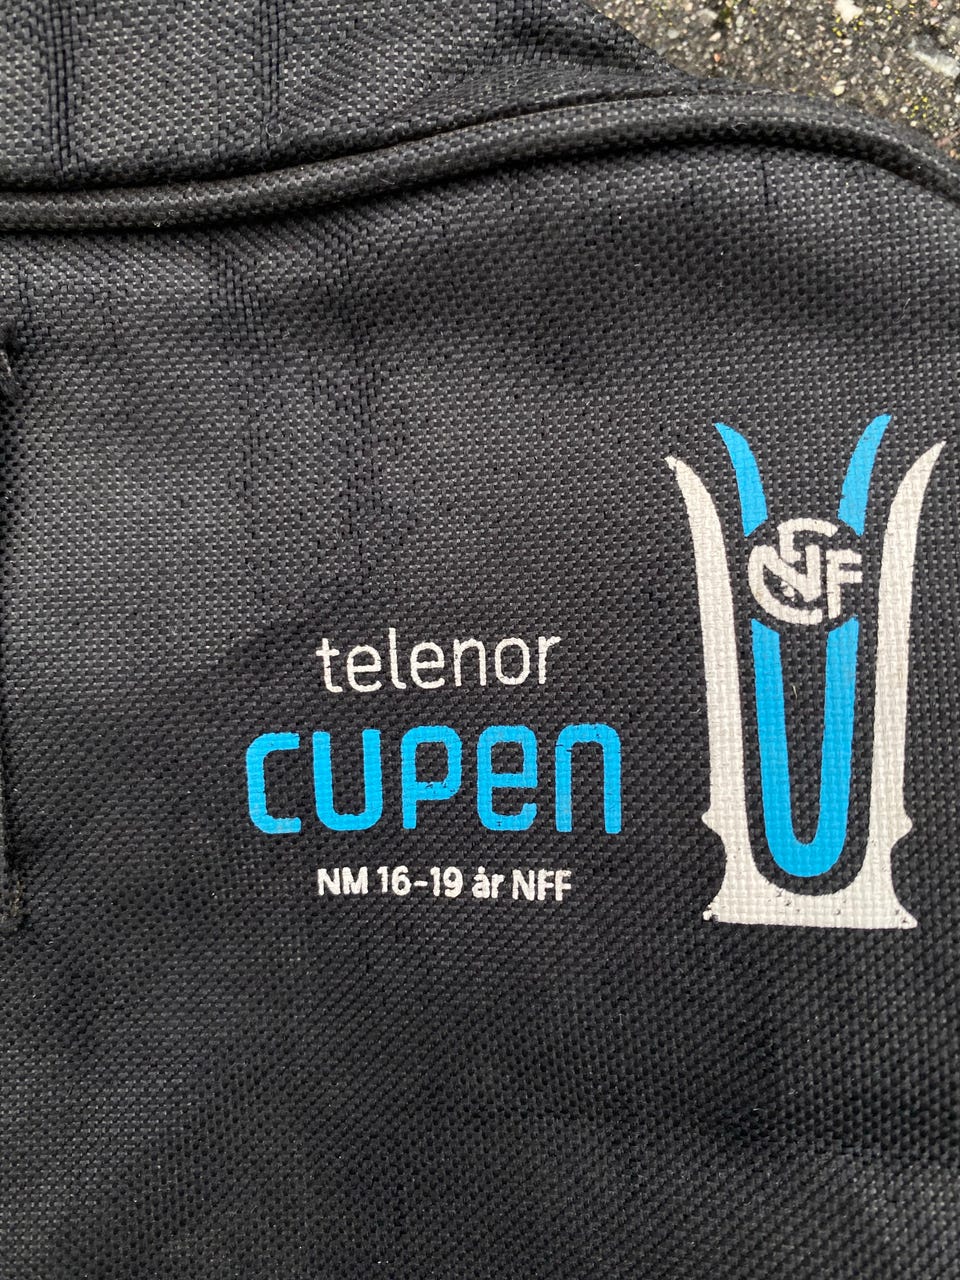 NFF
telenor
cupen
NM 16-19 år NFF